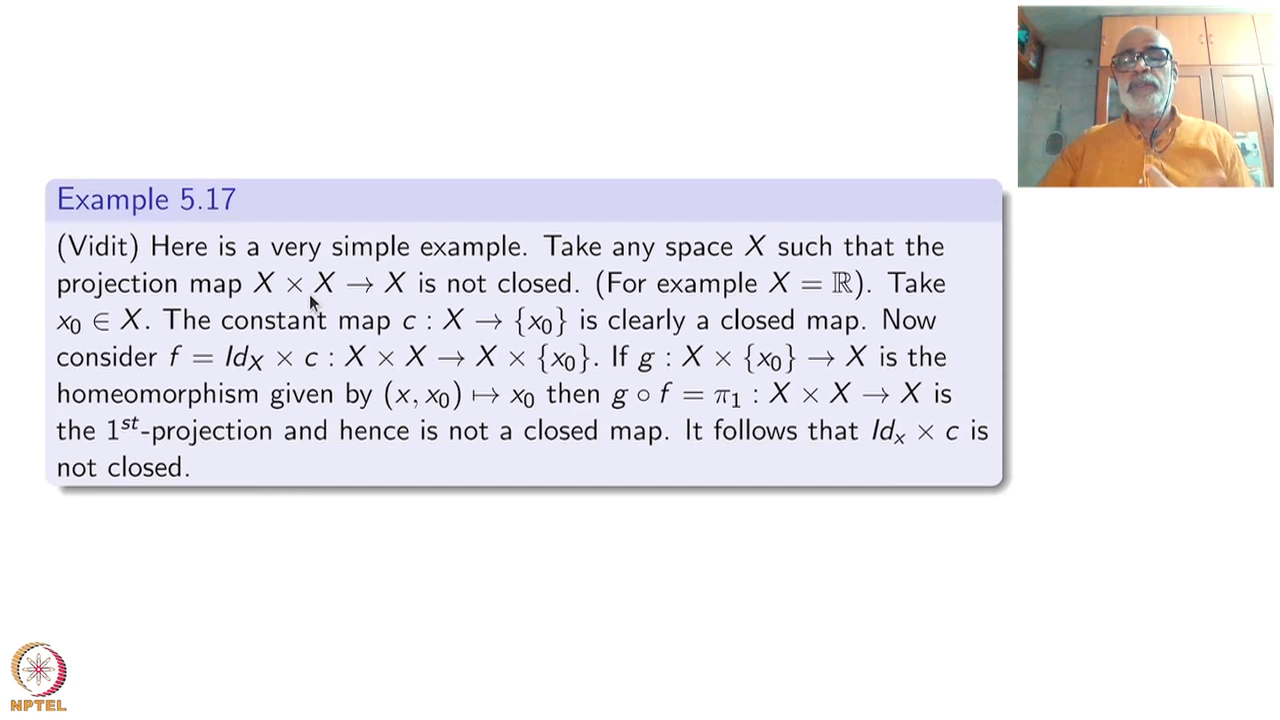 Example 5.17
(Vidit) Here is a very simple example. Take any space X such that the
projection map X × X → X is not closed. (For example X = ℝ). Take
x₀ ∈ X. The constant map c : X → {x₀} is clearly a closed map. Now
consider f = Id_X × c : X × X → X × {x₀}. If g : X × {x₀} → X is the
homeomorphism given by (x, x₀) ↦ x₀ then g ∘ f = π₁ : X × X → X is
the 1ˢᵗ-projection and hence is not a closed map. It follows that Id_x × c is
not closed.
NPTEL